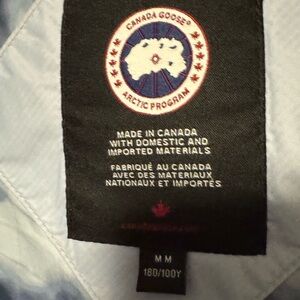 CANADA GOOSE®
ARCTIC PROGRAM
MADE IN CANADA
WITH DOMESTIC AND
IMPORTED MATERIALS
FABRIQUÉ AU CANADA
AVEC DES MATÉRIAUX
NATIONAUX ET IMPORTÉS
M M
180/100Y